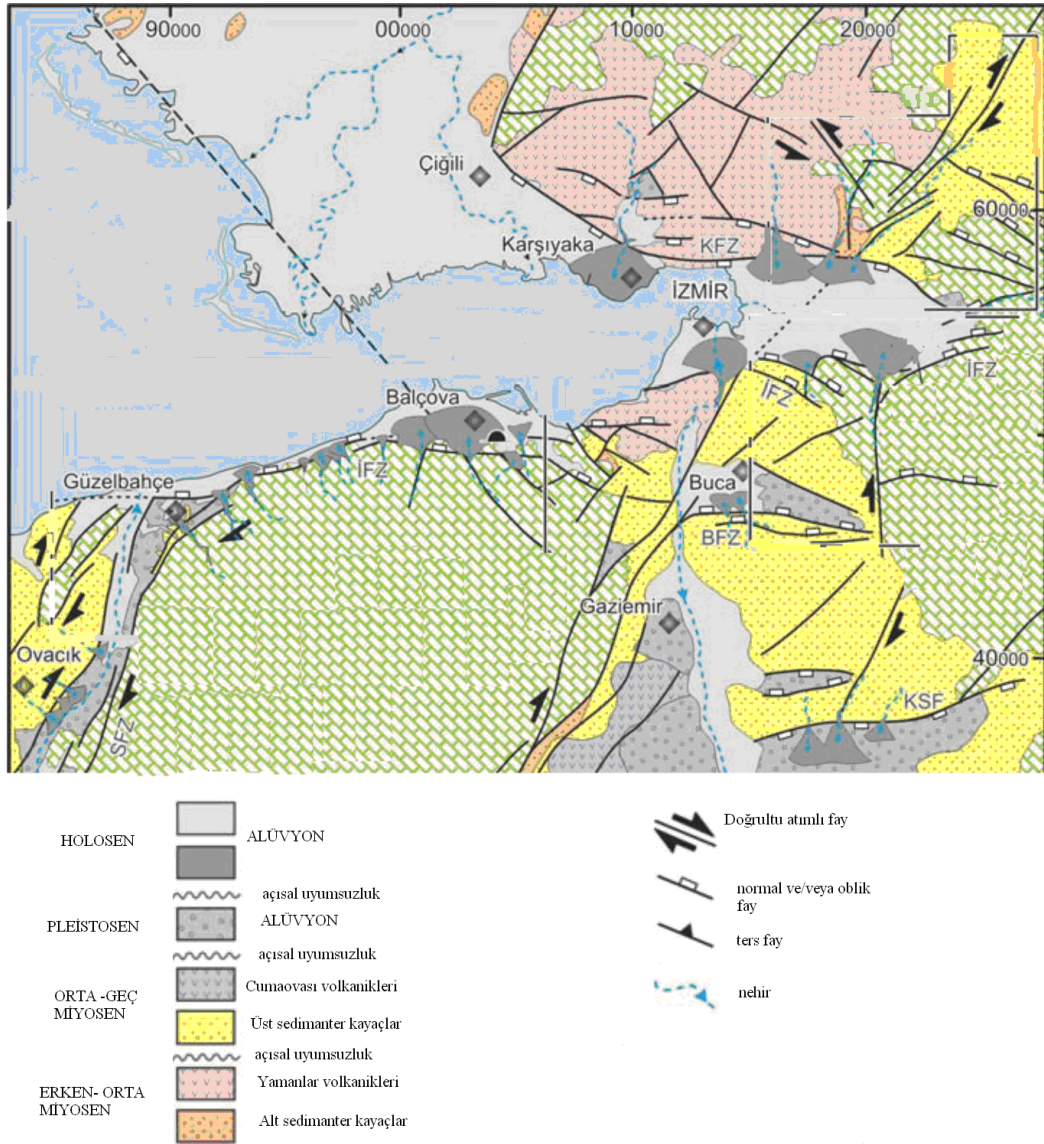 90000
00000
10000
20000
Çiğili
60000
Karşıyaka
KFZ
İZMİR
İFZ
İFZ
Balçova
İFZ
Güzelbahçe
Buca
BFZ
Gaziemir
Ovacık
40000
KSF
SFZ
HOLOSEN
ALÜVYON
açısal uyumsuzluk
PLEİSTOSEN
ALÜVYON
açısal uyumsuzluk
ORTA -GEÇ
MİYOSEN
Cumaovası volkanikleri
Üst sedimanter kayaçlar
açısal uyumsuzluk
ERKEN- ORTA
MİYOSEN
Yamanlar volkanikleri
Alt sedimanter kayaçlar
Doğrultu atımlı fay
normal ve/veya oblik
fay
ters fay
nehir